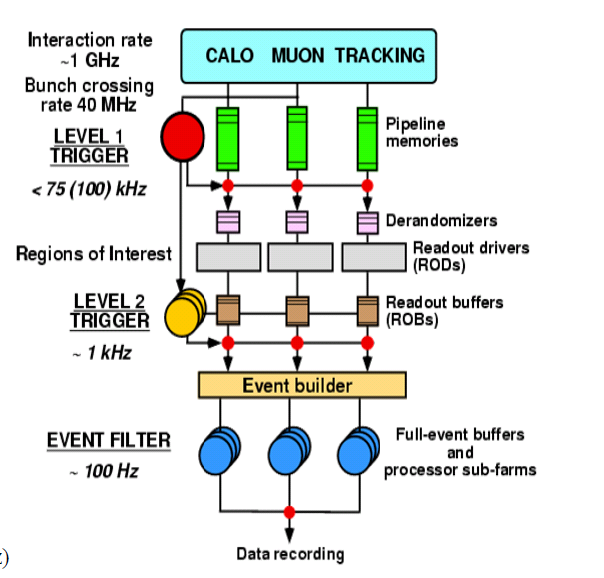 Interaction rate
~1 GHz
CALO MUON TRACKING
Bunch crossing
rate 40 MHz
LEVEL 1
TRIGGER
Pipeline
memories
< 75 (100) kHz
Derandomizers
Regions of Interest
Readout drivers
(RODs)
LEVEL 2
TRIGGER
Readout buffers
(ROBs)
~ 1 kHz
Event builder
EVENT FILTER
~ 100 Hz
Full-event buffers
and
processor sub-farms
Data recording